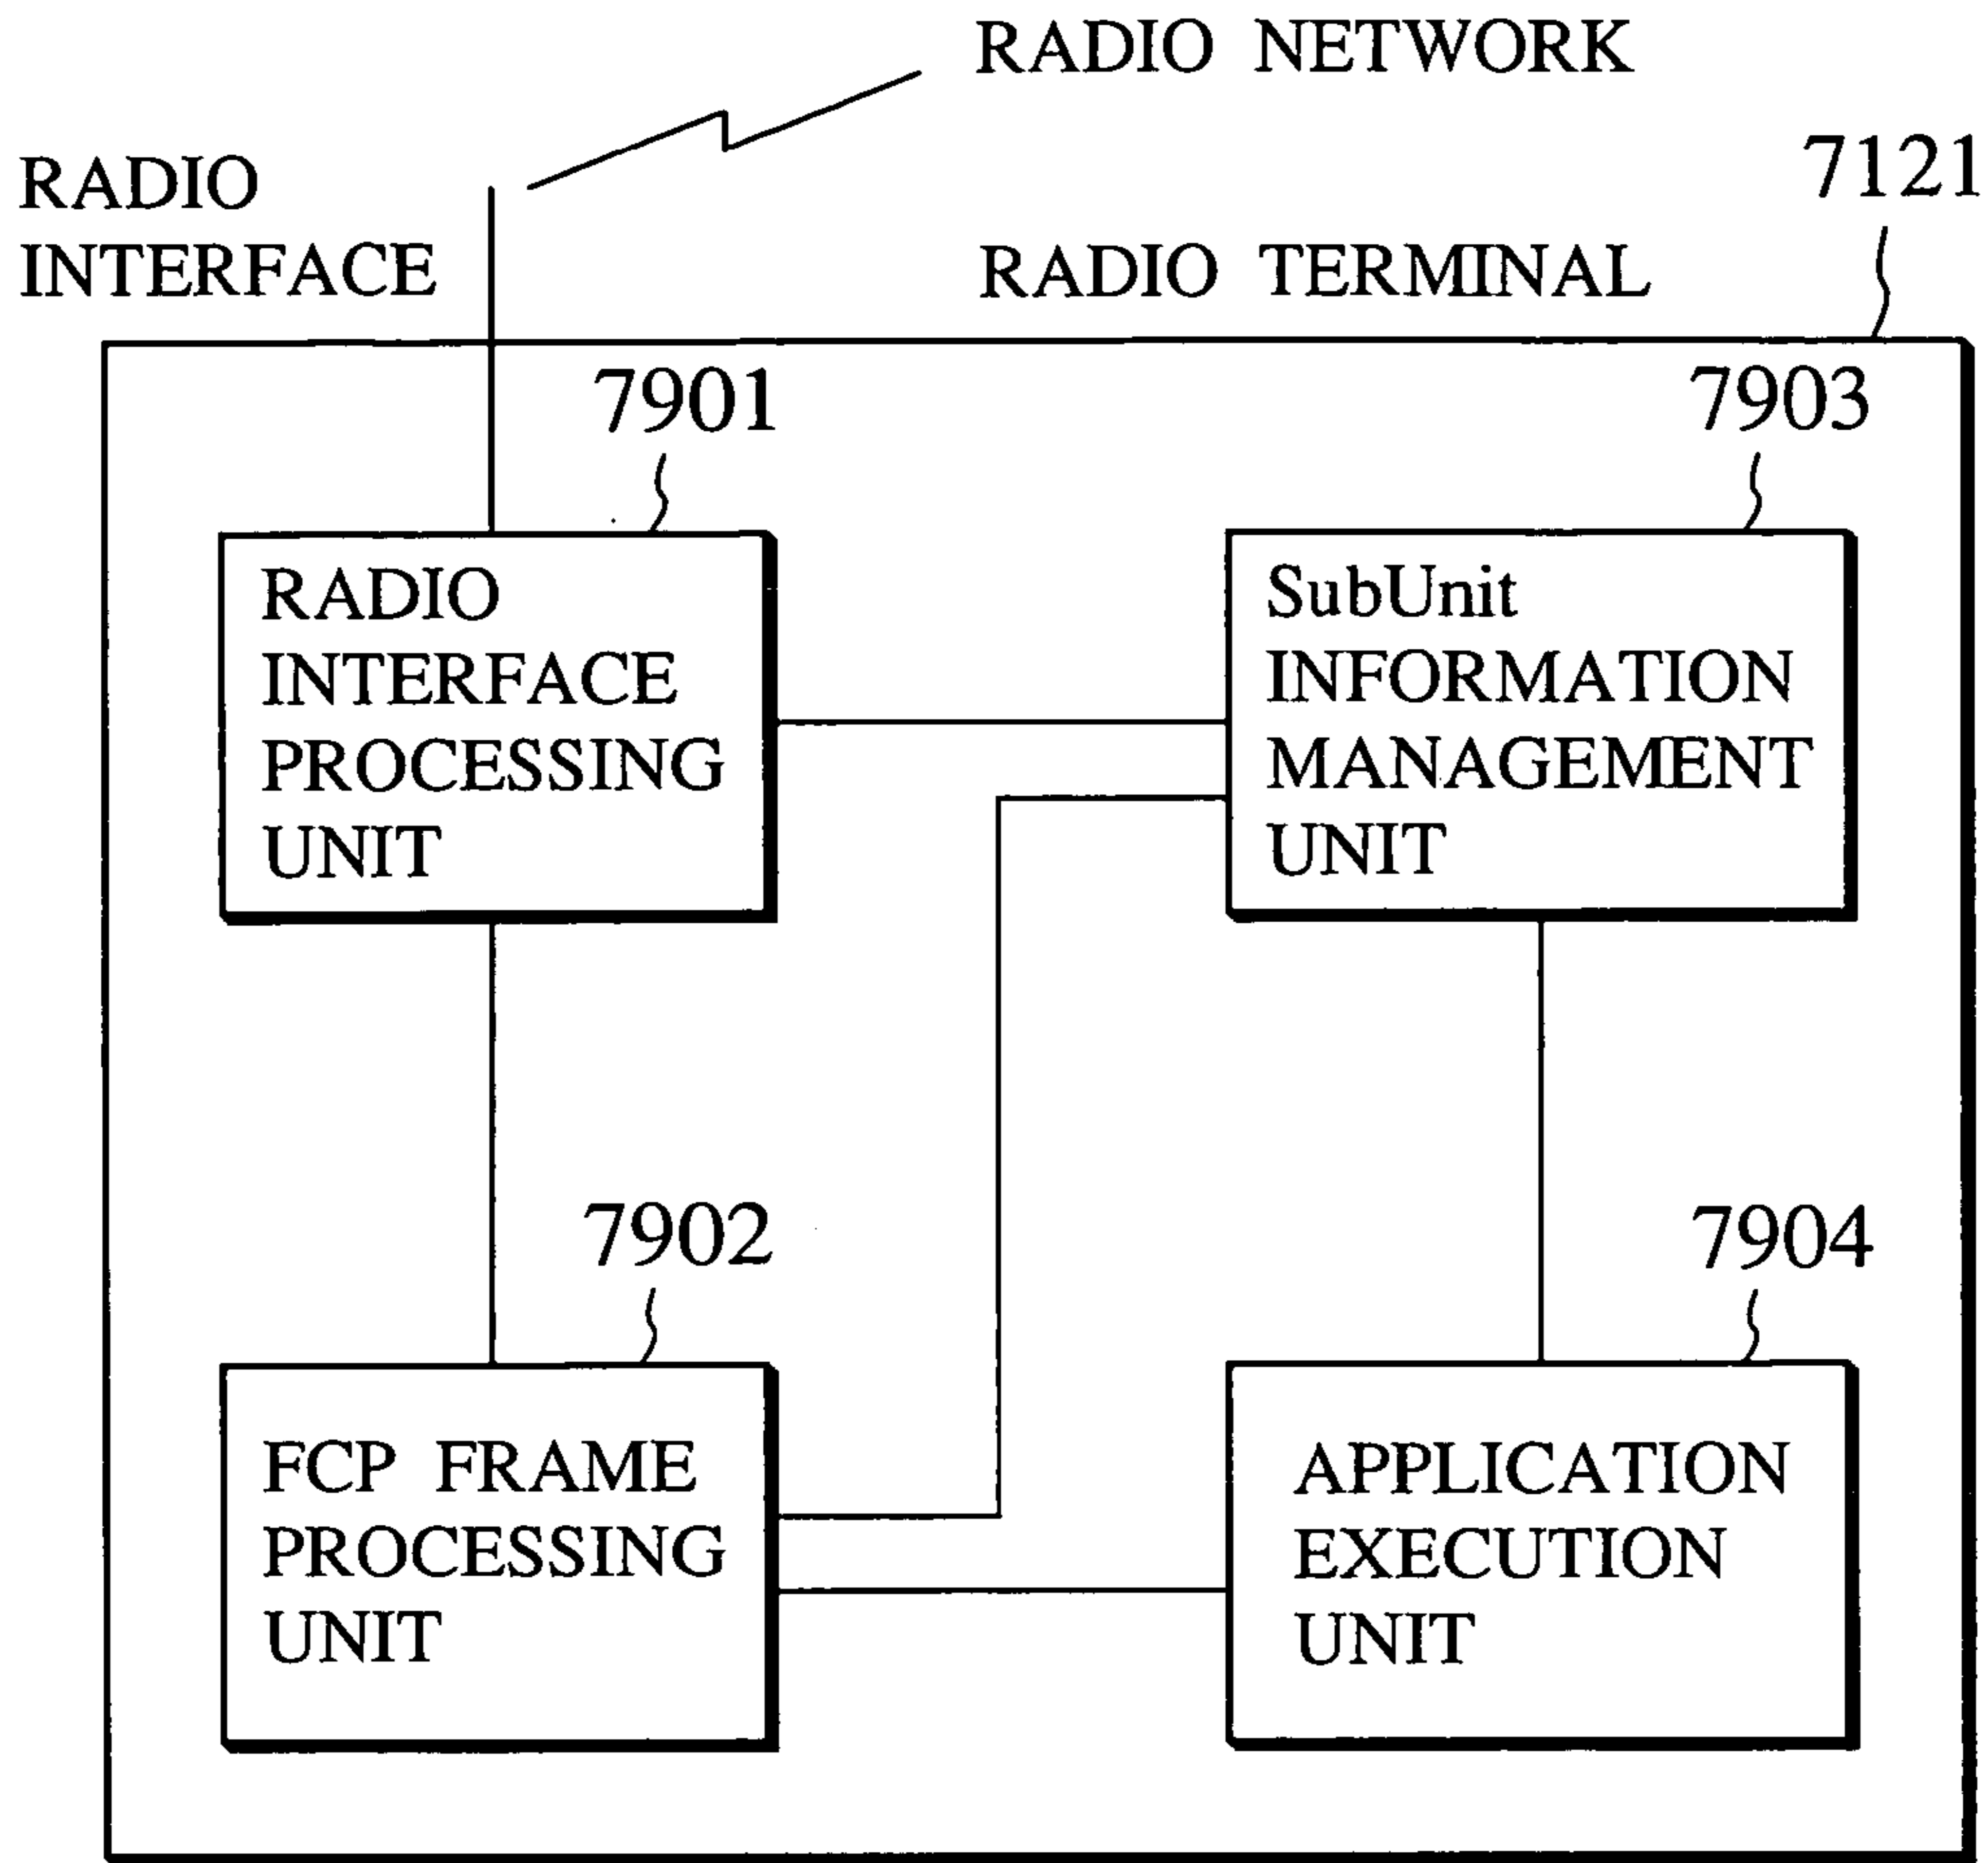 RADIO NETWORK
RADIO
INTERFACE
7121
RADIO TERMINAL
7901
7903
RADIO
INTERFACE
PROCESSING
UNIT
SubUnit
INFORMATION
MANAGEMENT
UNIT
7902
7904
FCP FRAME
PROCESSING
UNIT
APPLICATION
EXECUTION
UNIT